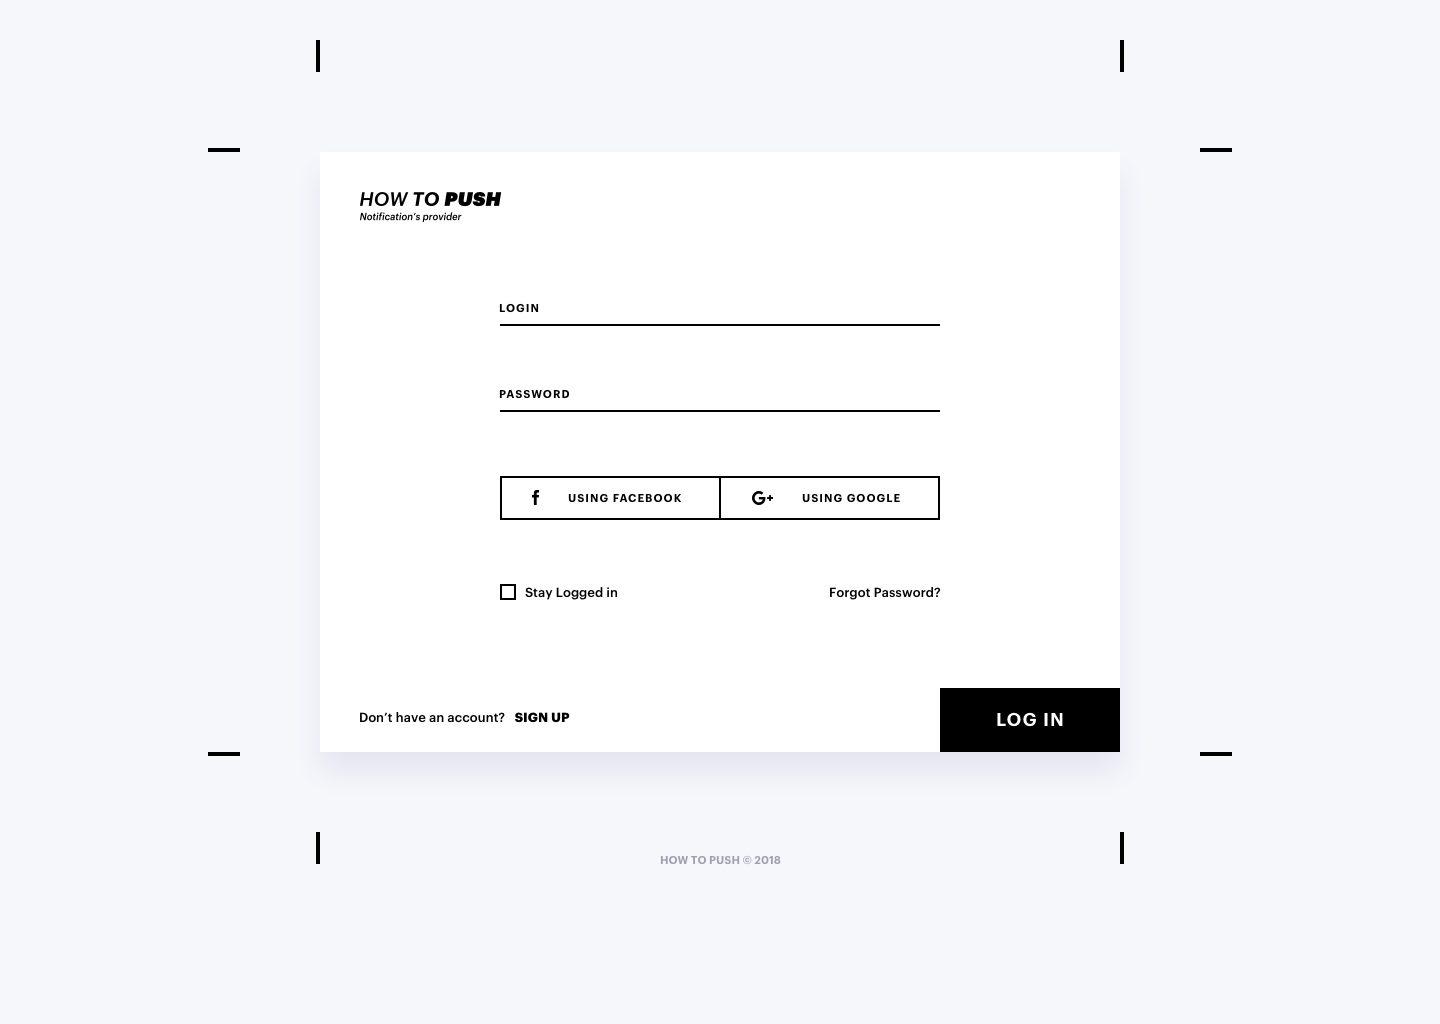 HOW TO PUSH
Notification’s provider
LOGIN
PASSWORD
USING FACEBOOK
G+ USING GOOGLE
Stay Logged in
Forgot Password?
Don’t have an account? SIGN UP
LOG IN
HOW TO PUSH © 2018